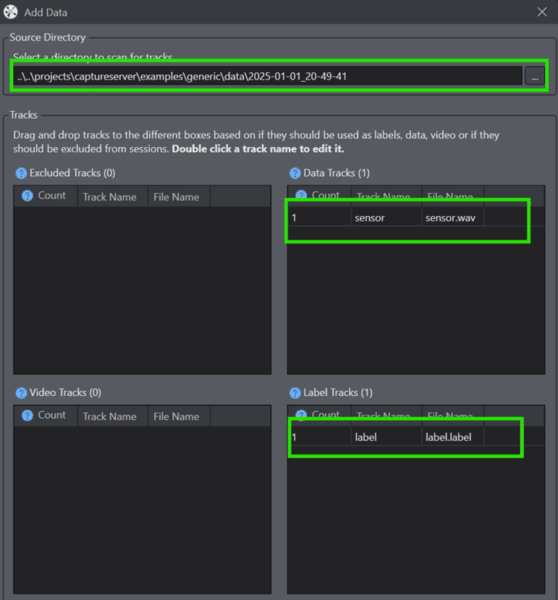 Add Data
Source Directory
Select a directory to scan for tracks
..\..\projects\captureserver\examples\generic\data\2025-01-01_20-49-41
...
Tracks
Drag and drop tracks to the different boxes based on if they should be used as labels, data, video or if they
should be excluded from sessions. Double click a track name to edit it.
? Excluded Tracks (0)
? Count Track Name File Name
? Data Tracks (1)
? Count Track Name File Name
1 sensor sensor.wav
? Video Tracks (0)
? Count Track Name File Name
? Label Tracks (1)
? Count Track Name File Name
1 label label.label